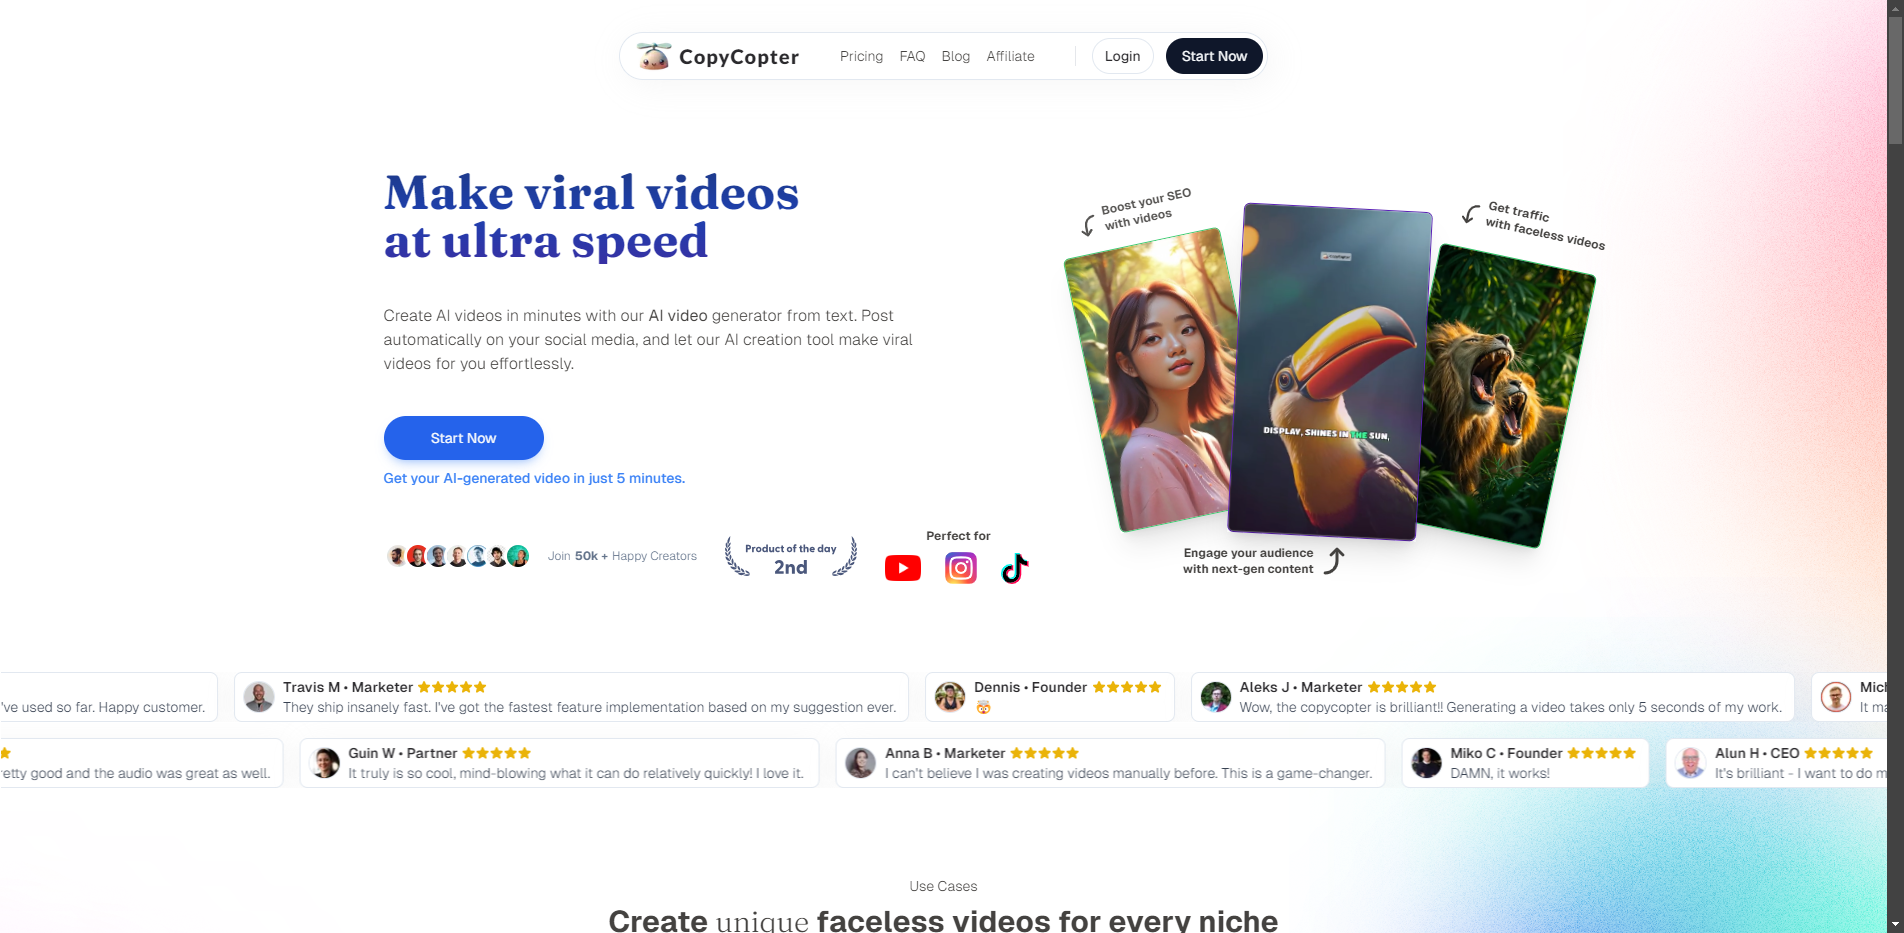 CopyCopter
Pricing FAQ Blog Affiliate Login Start Now
Make viral videos
at ultra speed
Create AI videos in minutes with our AI video generator from text. Post
automatically on your social media, and let our AI creation tool make viral
videos for you effortlessly.
Start Now
Get your AI-generated video in just 5 minutes.
Join 50k + Happy Creators
Product of the day
2nd
Perfect for
Boost your SEO
with videos
Get traffic
with faceless videos
DISPLAY, SHINES IN THE SUN,
Engage your audience
with next-gen content
've used so far. Happy customer.
Travis M • Marketer
They ship insanely fast. I've got the fastest feature implementation based on my suggestion ever.
Dennis • Founder
🤯
Aleks J • Marketer
Wow, the copycopter is brilliant!! Generating a video takes only 5 seconds of my work.
Mich
It ma
etty good and the audio was great as well.
Guin W • Partner
It truly is so cool, mind-blowing what it can do relatively quickly! I love it.
Anna B • Marketer
I can't believe I was creating videos manually before. This is a game-changer.
Miko C • Founder
DAMN, it works!
Alun H • CEO
It's brilliant - I want to do m
Use Cases
Create unique faceless videos for every niche